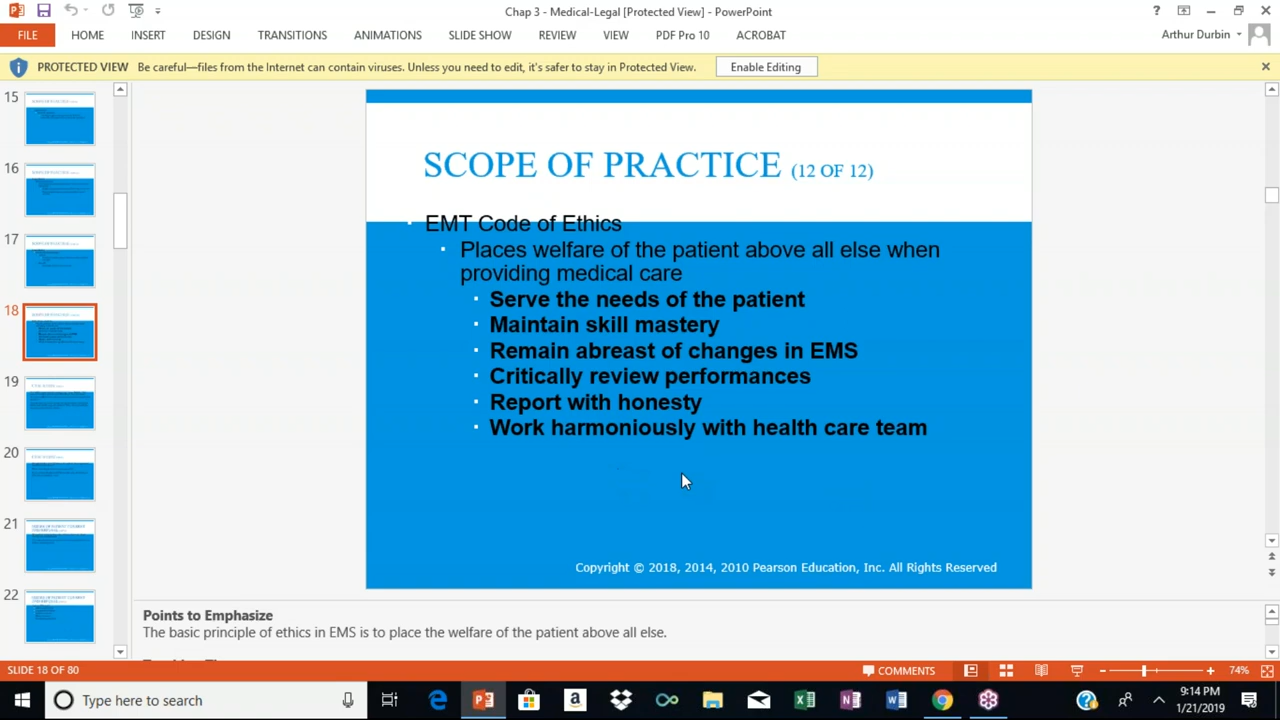 Chap 3 - Medical-Legal [Protected View] - PowerPoint
FILE HOME INSERT DESIGN TRANSITIONS ANIMATIONS SLIDE SHOW REVIEW VIEW PDF Pro 10 ACROBAT Arthur Durbin
PROTECTED VIEW Be careful—files from the Internet can contain viruses. Unless you need to edit, it's safer to stay in Protected View. Enable Editing
15
16
17
18
19
20
21
22
SCOPE OF PRACTICE (12 OF 12)
EMT Code of Ethics
Places welfare of the patient above all else when
providing medical care
Serve the needs of the patient
Maintain skill mastery
Remain abreast of changes in EMS
Critically review performances
Report with honesty
Work harmoniously with health care team
Copyright © 2018, 2014, 2010 Pearson Education, Inc. All Rights Reserved
Points to Emphasize
The basic principle of ethics in EMS is to place the welfare of the patient above all else.
SLIDE 18 OF 80 COMMENTS 74%
Type here to search
9:14 PM
1/21/2019